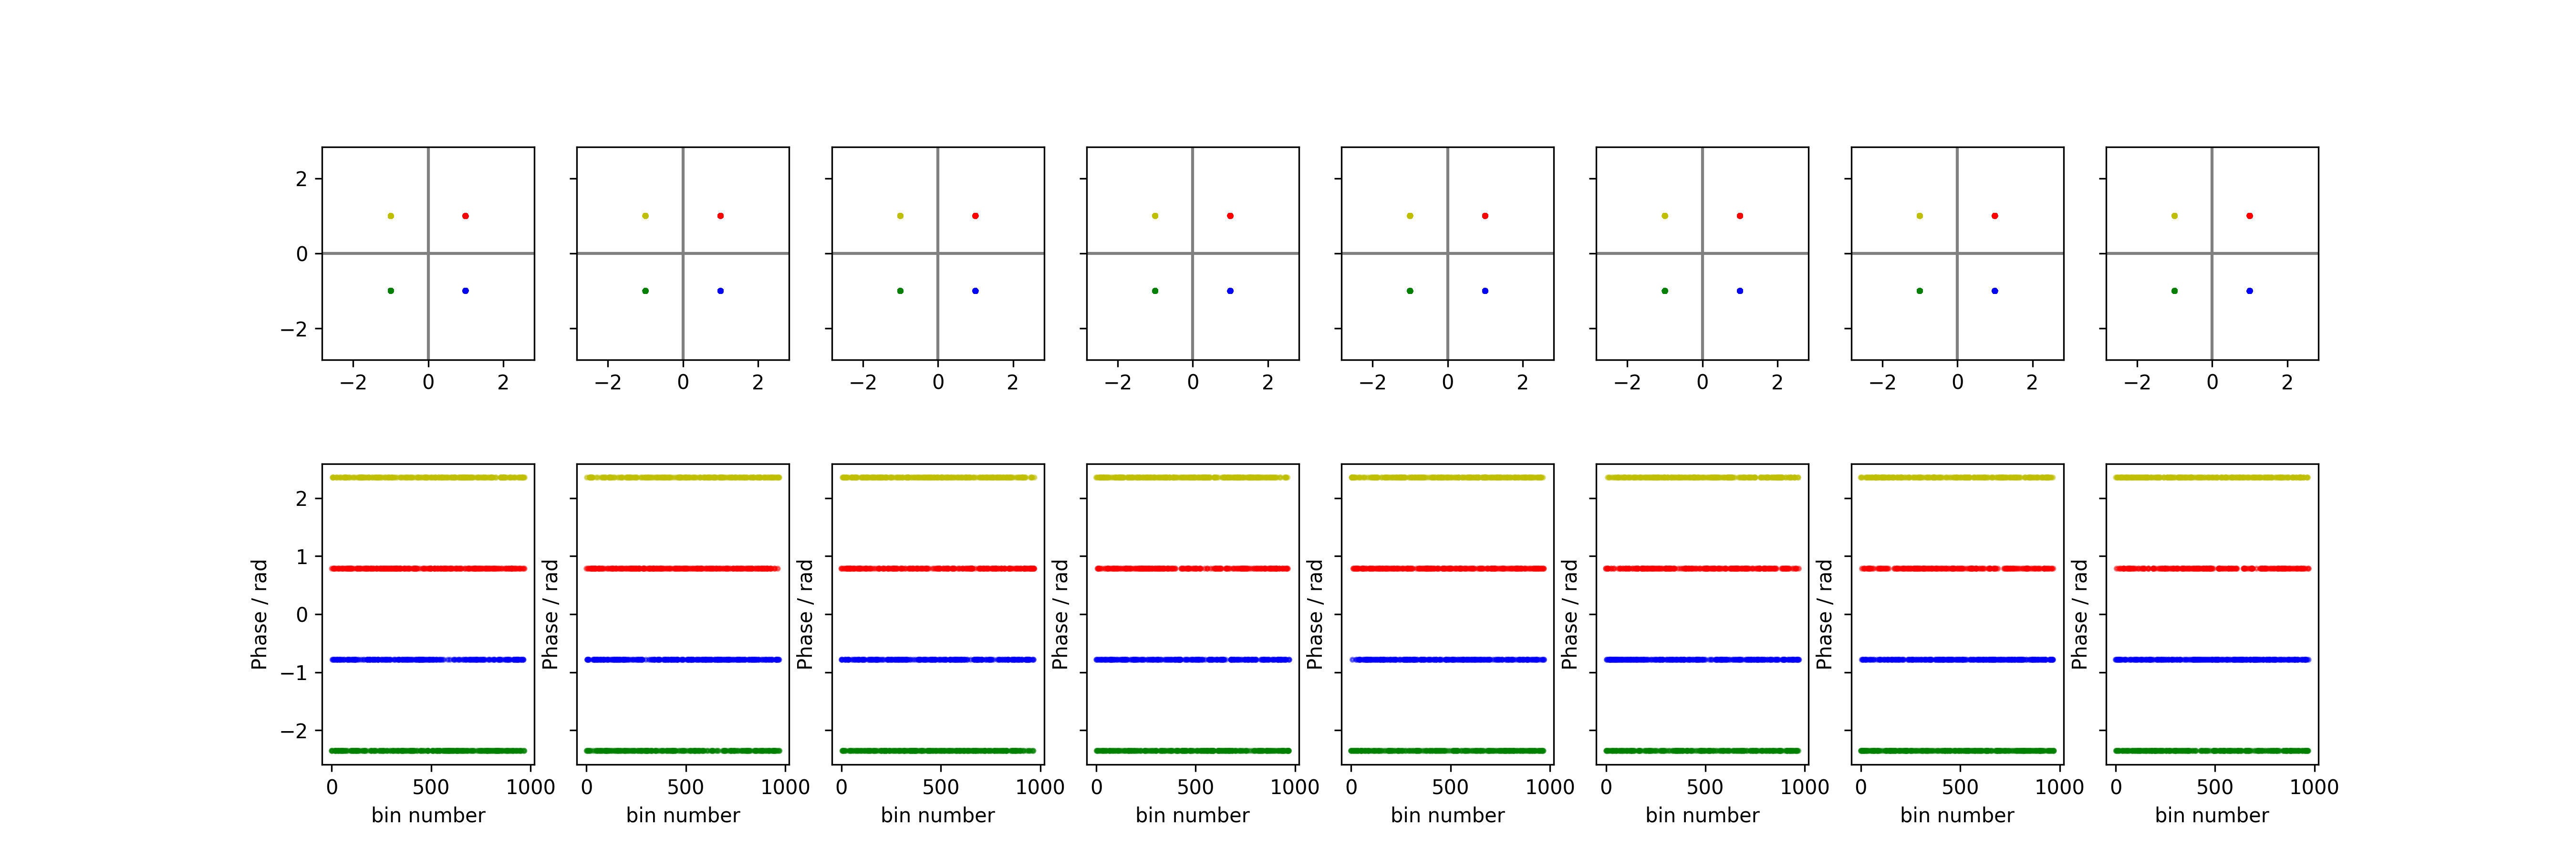 2
0
−2
−2 0 2 −2 0 2 −2 0 2 −2 0 2 −2 0 2 −2 0 2 −2 0 2 −2 0 2
Phase / rad Phase / rad Phase / rad Phase / rad Phase / rad Phase / rad Phase / rad Phase / rad
2
1
0
−1
−2
0 500 1000 0 500 1000 0 500 1000 0 500 1000 0 500 1000 0 500 1000 0 500 1000 0 500 1000
bin number bin number bin number bin number bin number bin number bin number bin number